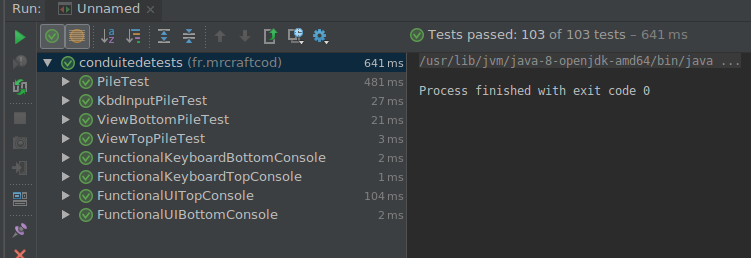 Run: Unnamed
Tests passed: 103 of 103 tests – 641 ms
conduitedetests (fr.mrcraftcod) 641 ms
PileTest 481 ms
KbdInputPileTest 27 ms
ViewBottomPileTest 21 ms
ViewTopPileTest 3 ms
FunctionalKeyboardBottomConsole 2 ms
FunctionalKeyboardTopConsole 1 ms
FunctionalUITopConsole 104 ms
FunctionalUIBottomConsole 2 ms
/usr/lib/jvm/java-8-openjdk-amd64/bin/java ...
Process finished with exit code 0